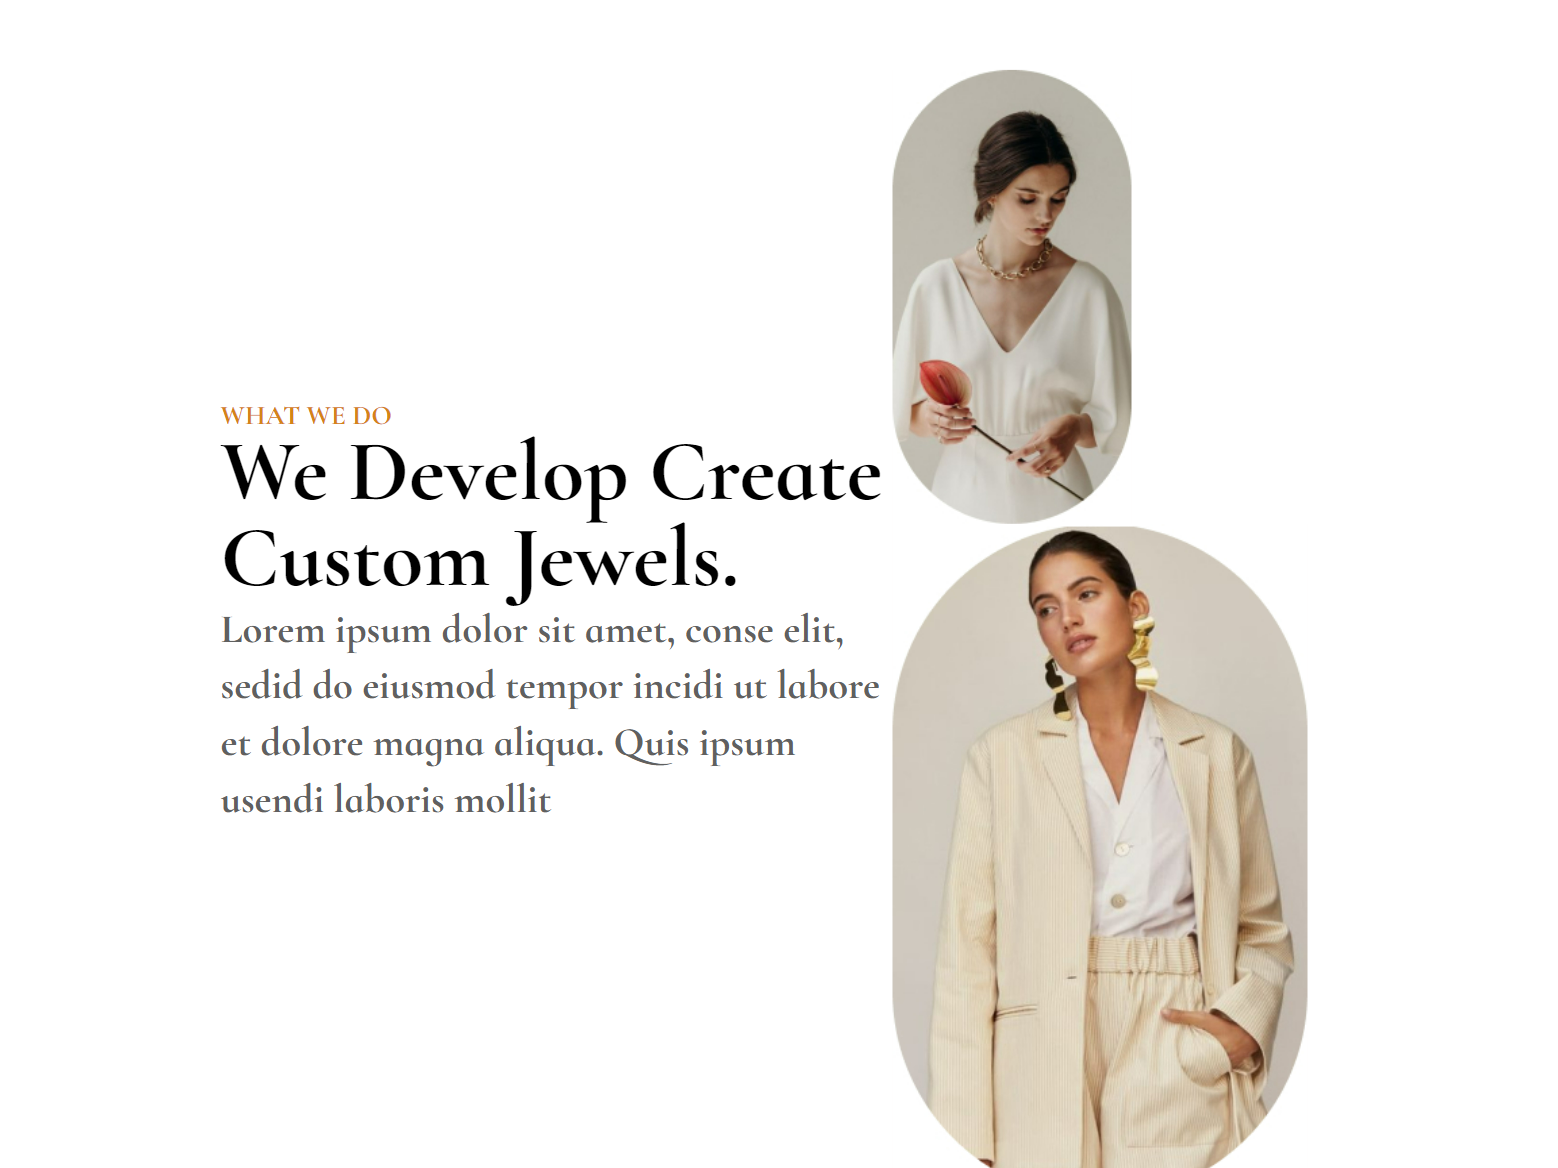 WHAT WE DO
We Develop Create
Custom Jewels.
Lorem ipsum dolor sit amet, conse elit,
sedid do eiusmod tempor incidi ut labore
et dolore magna aliqua. Quis ipsum
usendi laboris mollit